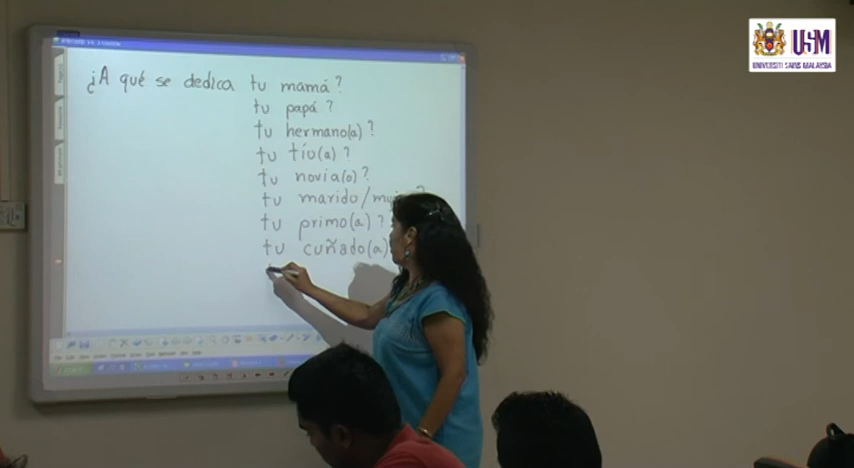 ¿A qué se dedica tu mamá?
tu papá?
tu hermano(a)?
tu tío(a)?
tu novia(o)?
tu marido/
tu primo(a)?
tu cuñado(a)
USM
UNIVERSITI SAINS MALAYSIA